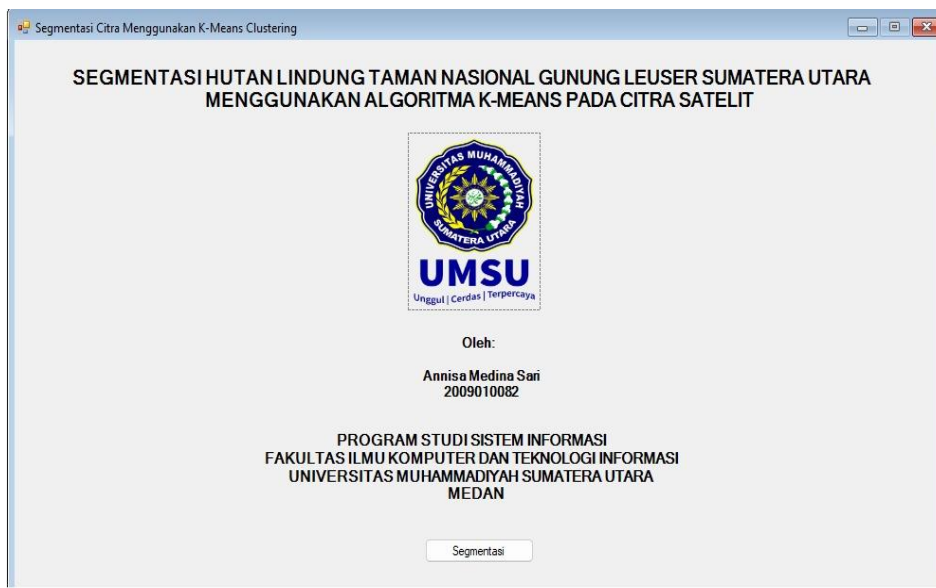 Segmentasi Citra Menggunakan K-Means Clustering
SEGMENTASI HUTAN LINDUNG TAMAN NASIONAL GUNUNG LEUSER SUMATERA UTARA
MENGGUNAKAN ALGORITMA K-MEANS PADA CITRA SATELIT
UNIVERSITAS MUHAMMADIYAH
SUMATERA UTARA
UMSU
Unggul | Cerdas | Terpercaya
Oleh:
Annisa Medina Sari
2009010082
PROGRAM STUDI SISTEM INFORMASI
FAKULTAS ILMU KOMPUTER DAN TEKNOLOGI INFORMASI
UNIVERSITAS MUHAMMADIYAH SUMATERA UTARA
MEDAN
Segmentasi